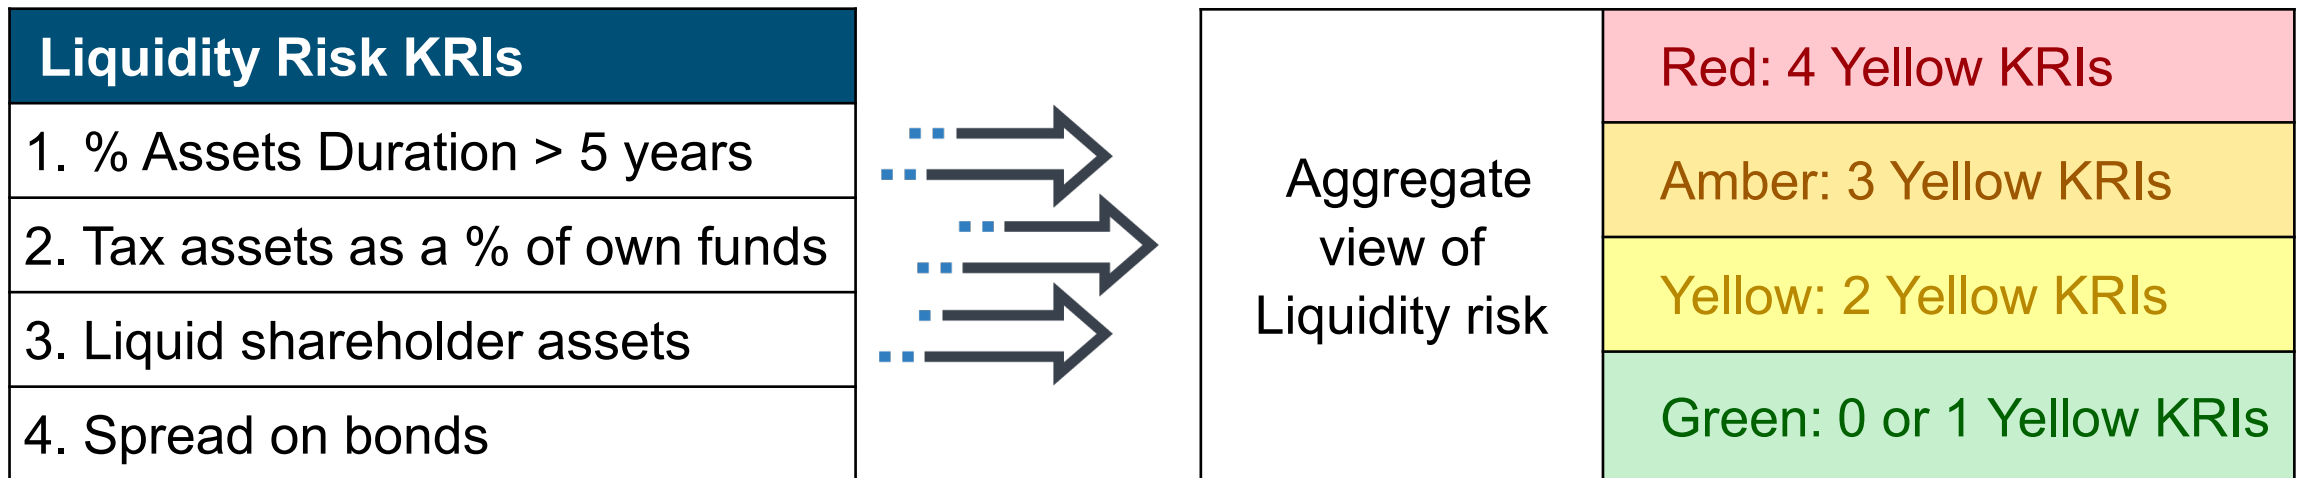 Liquidity Risk KRIs
1. % Assets Duration > 5 years
2. Tax assets as a % of own funds
3. Liquid shareholder assets
4. Spread on bonds
Aggregate
view of
Liquidity risk
Red: 4 Yellow KRIs
Amber: 3 Yellow KRIs
Yellow: 2 Yellow KRIs
Green: 0 or 1 Yellow KRIs